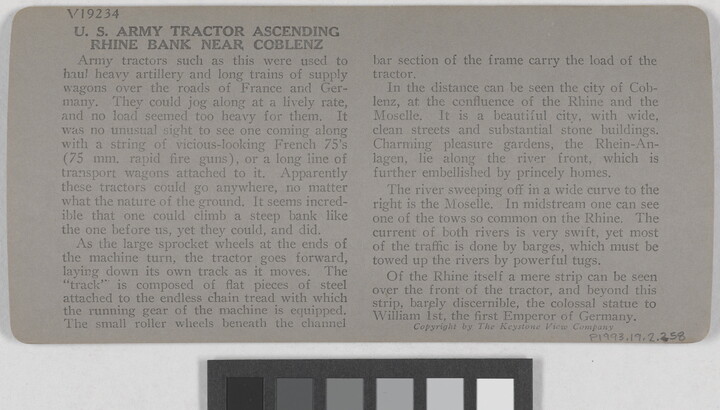 V19234
U. S. ARMY TRACTOR ASCENDING
RHINE BANK NEAR COBLENZ
Army tractors such as this were used to
haul heavy artillery and long trains of supply
wagons over the roads of France and Ger-
many. They could jog along at a lively rate,
and no load seemed too heavy for them. It
was no unusual sight to see one coming along
with a string of vicious-looking French 75's
(75 mm. rapid fire guns), or a long line of
transport wagons attached to it. Apparently
these tractors could go anywhere, no matter
what the nature of the ground. It seems incred-
ible that one could climb a steep bank like
the one before us, yet they could, and did.
As the large sprocket wheels at the ends of
the machine turn, the tractor goes forward,
laying down its own track as it moves. The
"track" is composed of flat pieces of steel
attached to the endless chain tread with which
the running gear of the machine is equipped.
The small roller wheels beneath the channel
bar section of the frame carry the load of the
tractor.
In the distance can be seen the city of Cob-
lenz, at the confluence of the Rhine and the
Moselle. It is a beautiful city, with wide,
clean streets and substantial stone buildings.
Charming pleasure gardens, the Rhein-An-
lagen, lie along the river front, which is
further embellished by princely homes.
The river sweeping off in a wide curve to the
right is the Moselle. In midstream one can see
one of the tows so common on the Rhine. The
current of both rivers is very swift, yet most
of the traffic is done by barges, which must be
towed up the rivers by powerful tugs.
Of the Rhine itself a mere strip can be seen
over the front of the tractor, and beyond this
strip, barely discernible, the colossal statue to
William 1st, the first Emperor of Germany.
Copyright by The Keystone View Company
P1973.19.2.358